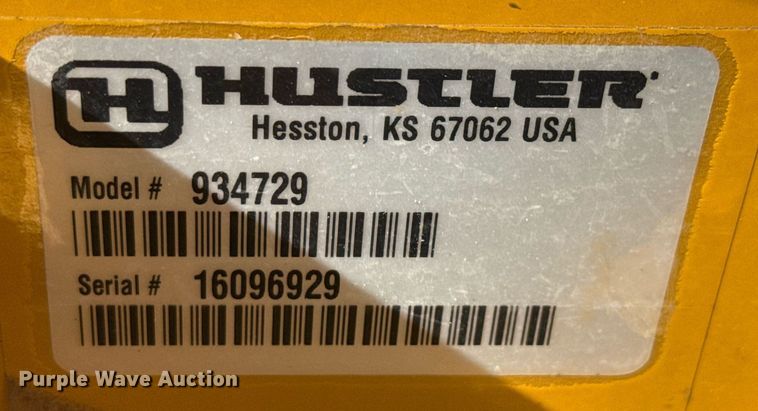 H HUSTLER
Hesston, KS 67062 USA
Model # 934729
Serial # 16096929
Purple Wave Auction